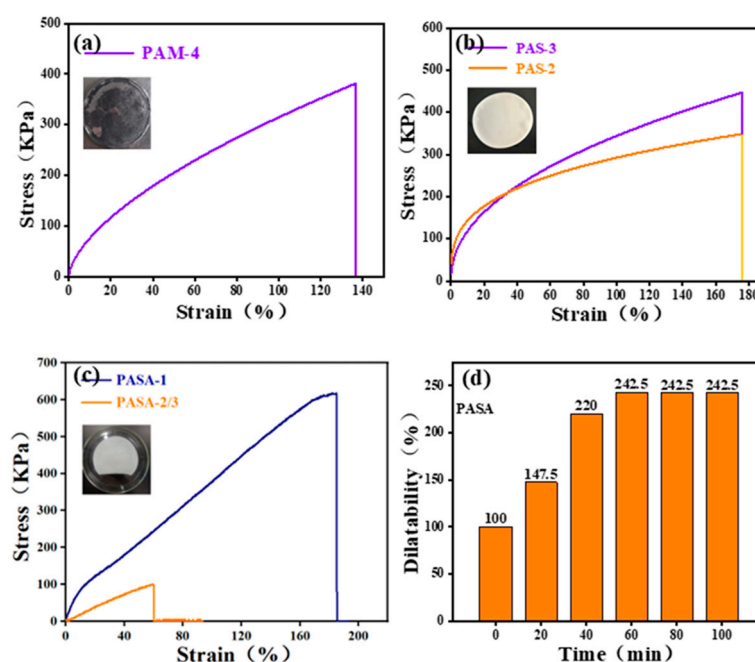 (a)
PAM-4
Stress（KPa）
500
400
300
200
100
0
0 20 40 60 80 100 120 140
Strain（%）
(b)
PAS-3
PAS-2
Stress（KPa）
600
500
400
300
200
100
0
0 20 40 60 80 100 120 140 160 180
Strain（%）
(c)
PASA-1
PASA-2/3
Stress（KPa）
700
600
500
400
300
200
100
0
0 40 80 120 160 200
Strain（%）
(d)
PASA
Dilatability（%）
250
200
150
100
50
0
100 147.5 220 242.5 242.5 242.5
0 20 40 60 80 100
Time（min）